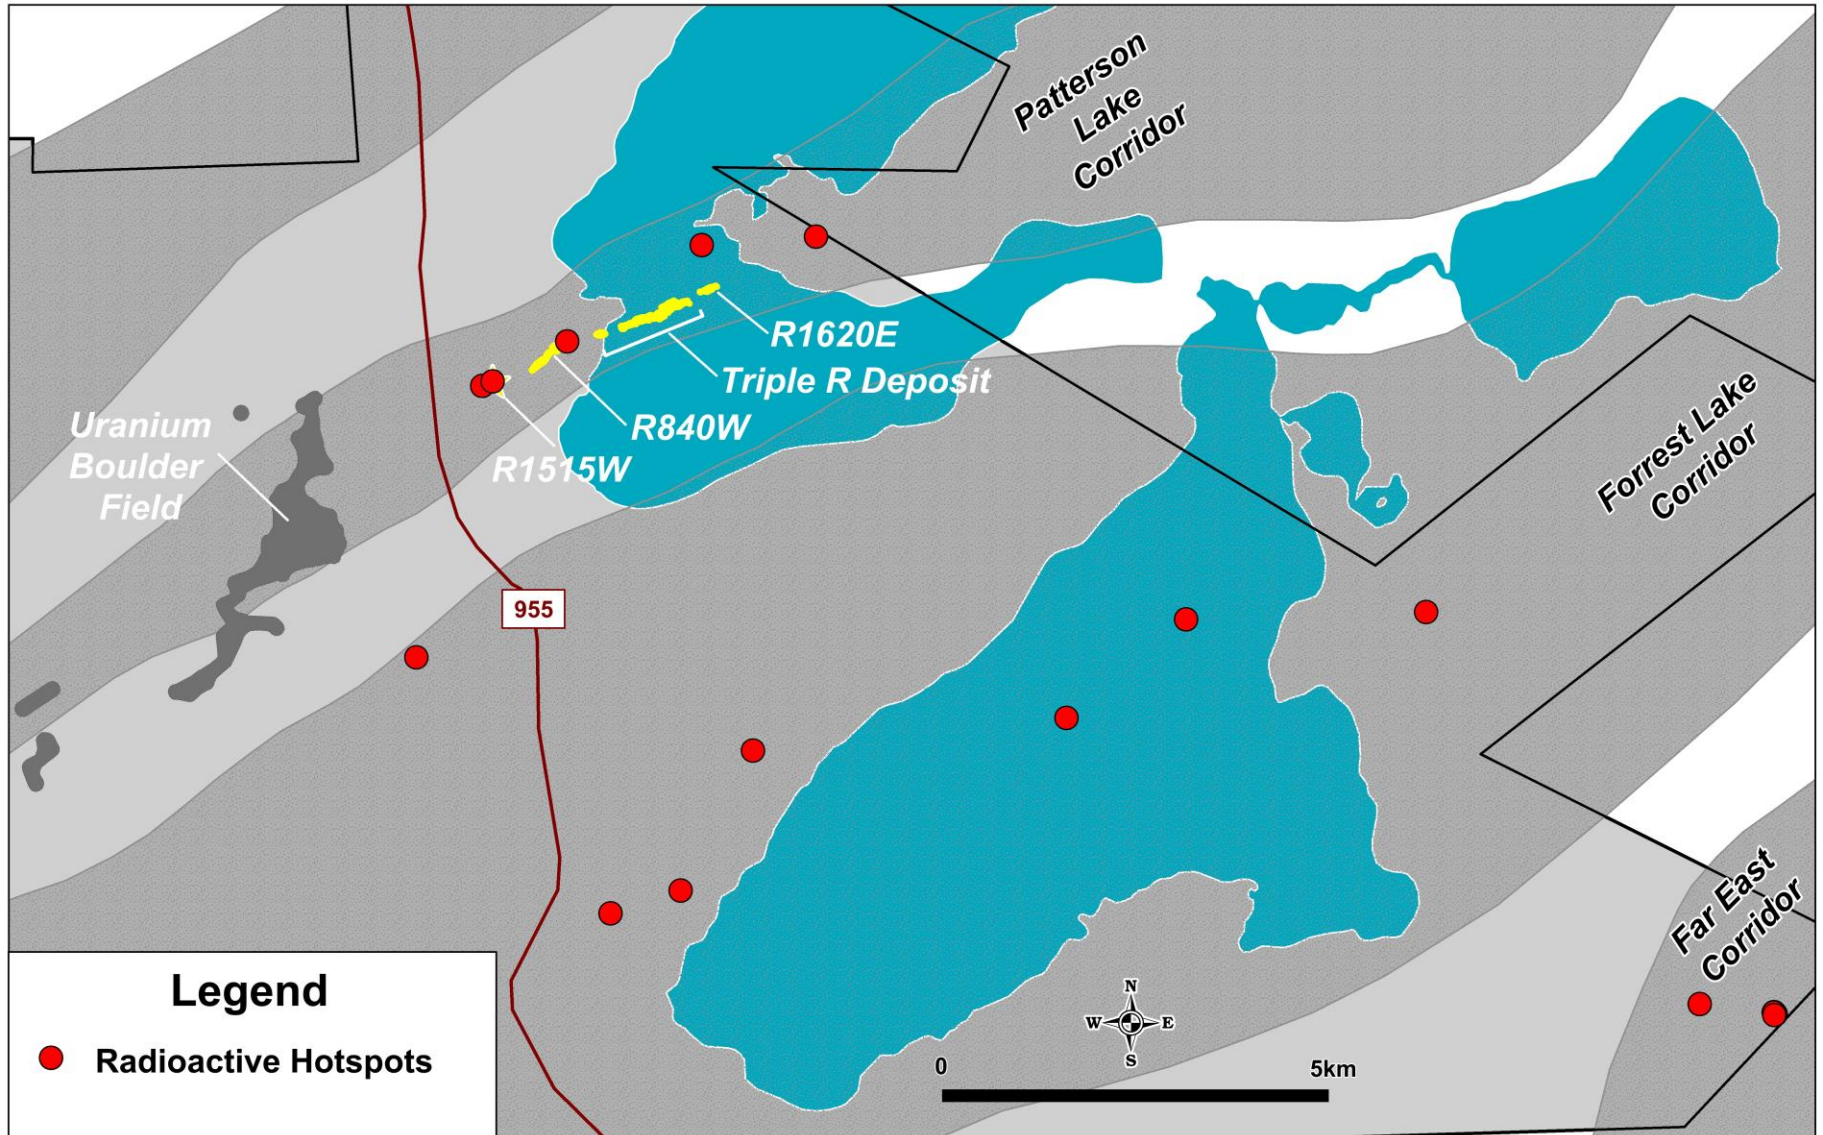 Patterson
Lake
Corridor
R1620E
Triple R Deposit
R840W
R1515W
Uranium
Boulder
Field
Forrest Lake
Corridor
955
Far East
Corridor
Legend
Radioactive Hotspots
N
W E
S
0 5km